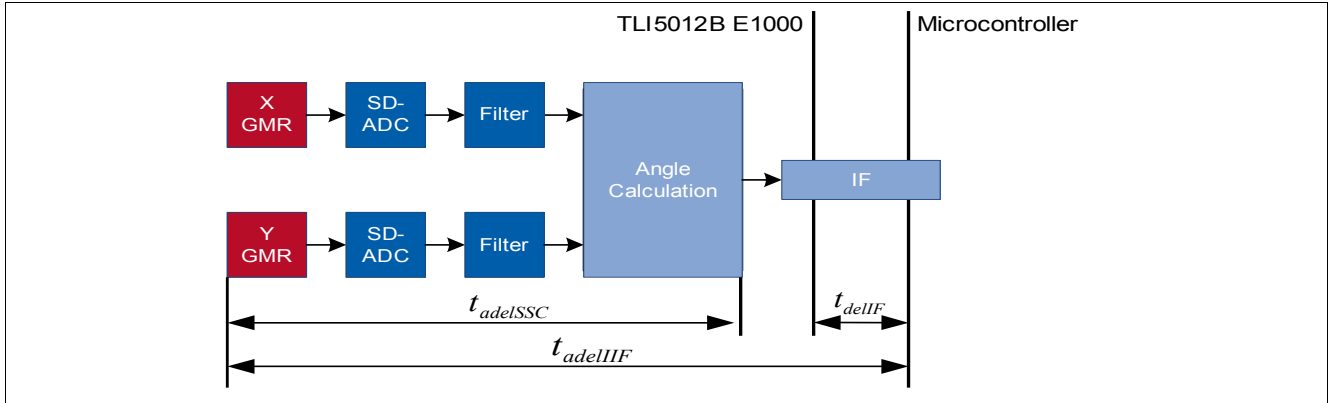 TLI5012B E1000
Microcontroller
X
GMR
SD-
ADC
Filter
Angle
Calculation
IF
Y
GMR
SD-
ADC
Filter
t_adelSSC
t_delIF
t_adelIIF